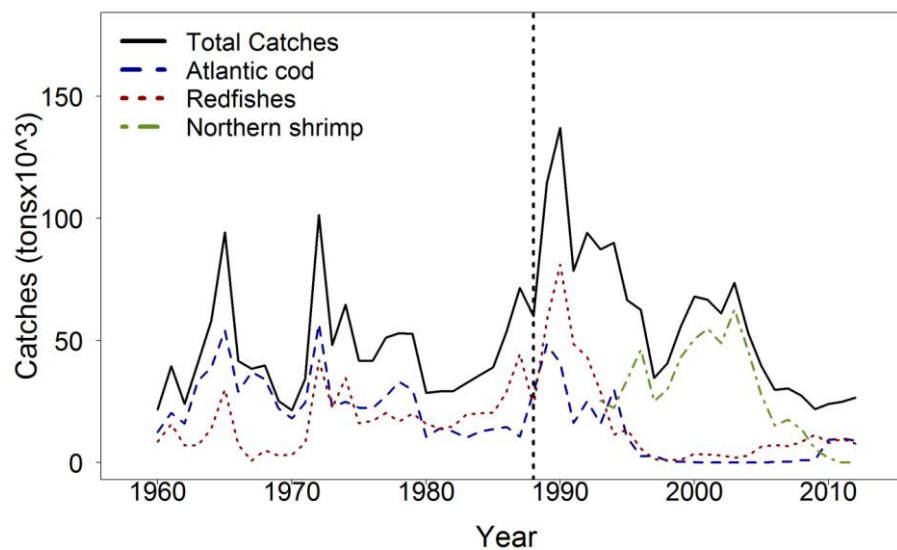 Total Catches
Atlantic cod
Redfishes
Northern shrimp
Catches (tonsx10^3)
150
100
50
0
1960 1970 1980 1990 2000 2010
Year